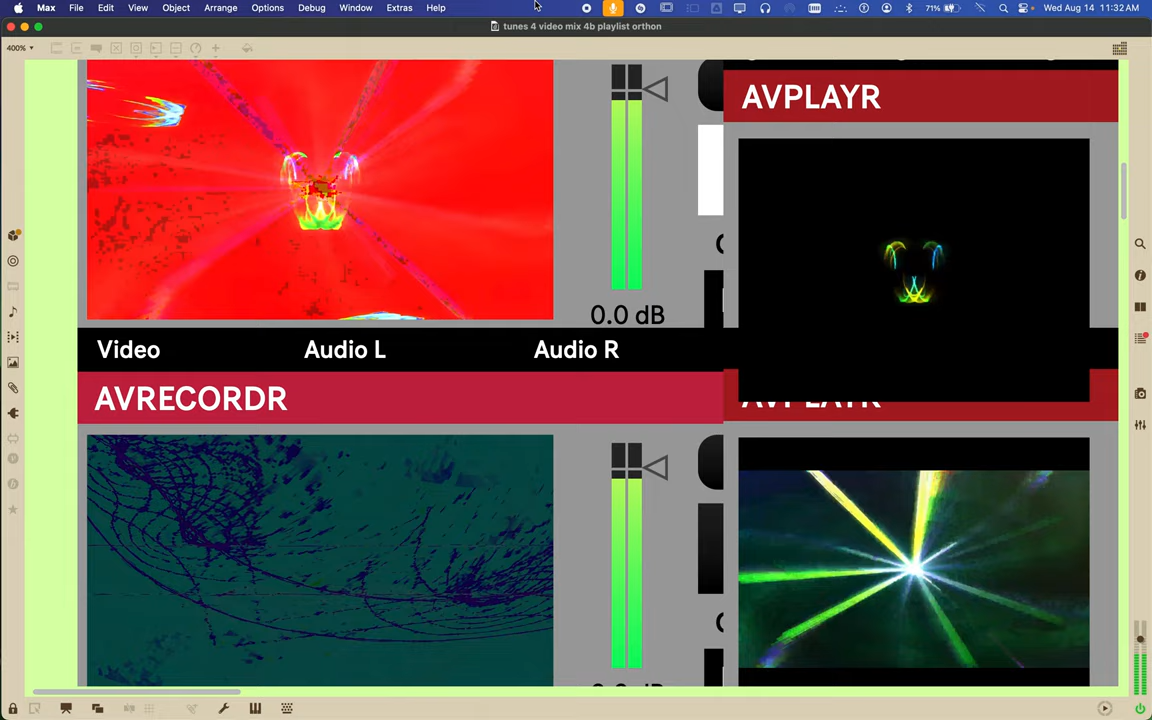 Max File Edit View Object Arrange Options Debug Window Extras Help
71% Wed Aug 14 11:32 AM
tunes 4 video mix 4b playlist orthon
400%
AVPLAYR
0.0 dB
Video Audio L Audio R
AVRECORDR
AVPLAYR